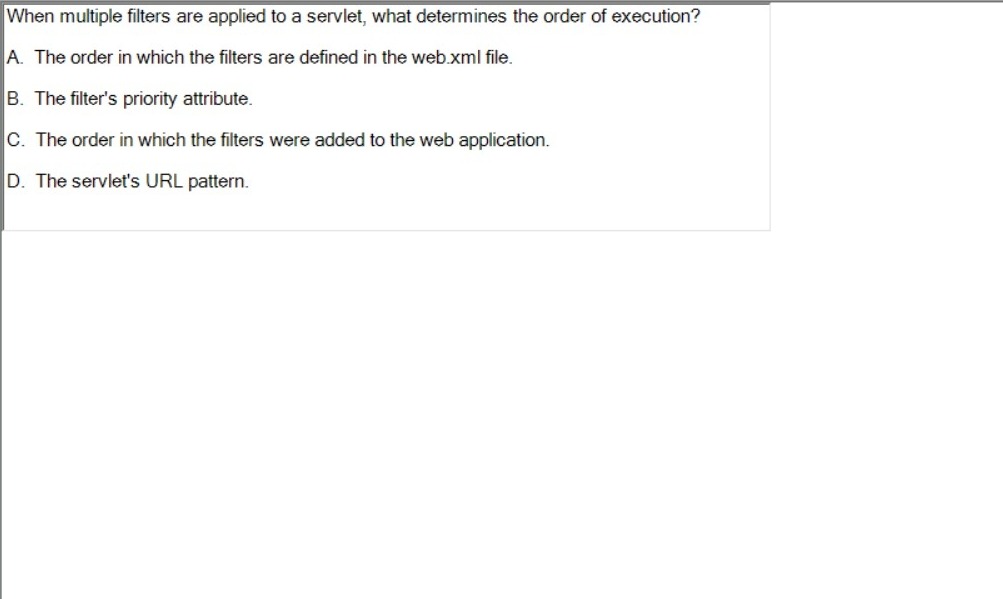 When multiple filters are applied to a servlet, what determines the order of execution?
A. The order in which the filters are defined in the web.xml file.
B. The filter's priority attribute.
C. The order in which the filters were added to the web application.
D. The servlet's URL pattern.